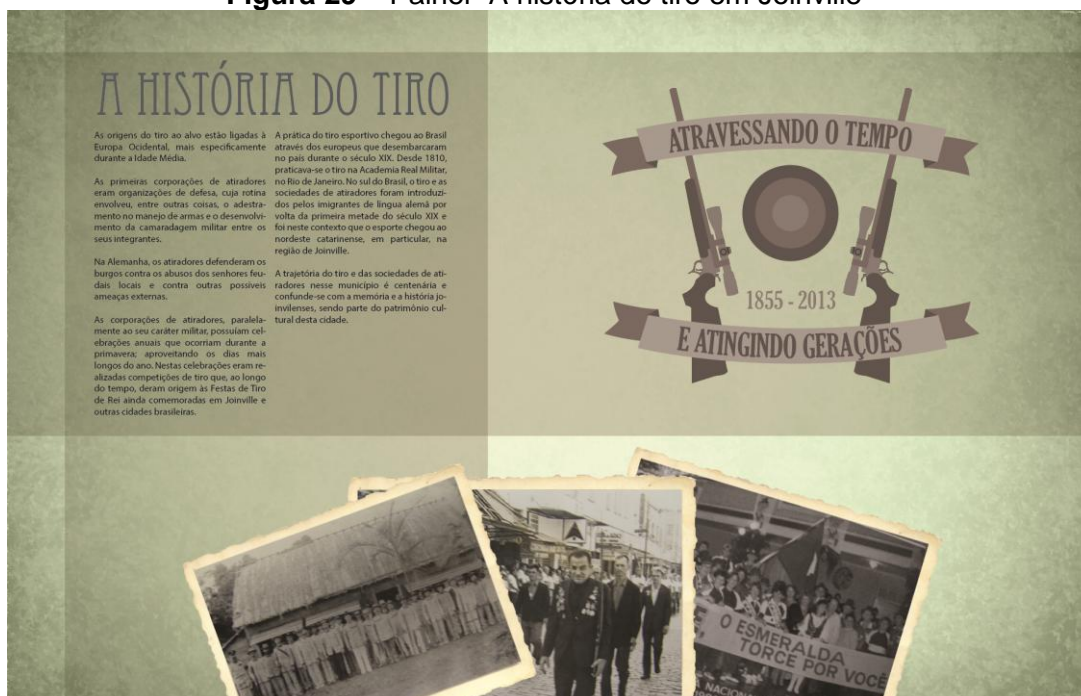 A HISTÓRIA DO TIRO
As origens do tiro ao alvo estão ligadas à
Europa Ocidental, mais especificamente
durante a Idade Média.
As primeiras corporações de atiradores
eram organizações de defesa, cuja rotina
envolveu, entre outras coisas, o adestra-
mento no manejo de armas e o desenvolvi-
mento da camaradagem militar entre os
seus integrantes.
Na Alemanha, os atiradores defenderam os
burgos contra os abusos dos senhores feu-
dais locais e contra outras possíveis
ameaças externas.
As corporações de atiradores, paralela-
mente ao seu caráter militar, possuíam cel-
ebrações anuais que ocorriam durante a
primavera; aproveitando os dias mais
longos do ano. Nestas celebrações eram re-
alizadas competições de tiro que, ao longo
do tempo, deram origem às Festas de Tiro
de Rei ainda comemoradas em Joinville e
outras cidades brasileiras.
A prática do tiro esportivo chegou ao Brasil
através dos europeus que desembarcaram
no país durante o século XIX. Desde 1810,
praticava-se o tiro na Academia Real Militar,
no Rio de Janeiro. No sul do Brasil, o tiro e as
sociedades de atiradores foram introduzi-
dos pelos imigrantes de língua alemã por
volta da primeira metade do século XIX e
foi neste contexto que o esporte chegou ao
nordeste catarinense, em particular, na
região de Joinville.
A trajetória do tiro e das sociedades de ati-
radores nesse município é centenária e
confunde-se com a memória e a história jo-
invilenses, sendo parte do patrimônio cul-
tural desta cidade.
ATRAVESSANDO O TEMPO
1855 - 2013
E ATINGINDO GERAÇÕES
O ESMERALDA
TORCE POR VOCÊ
NACION